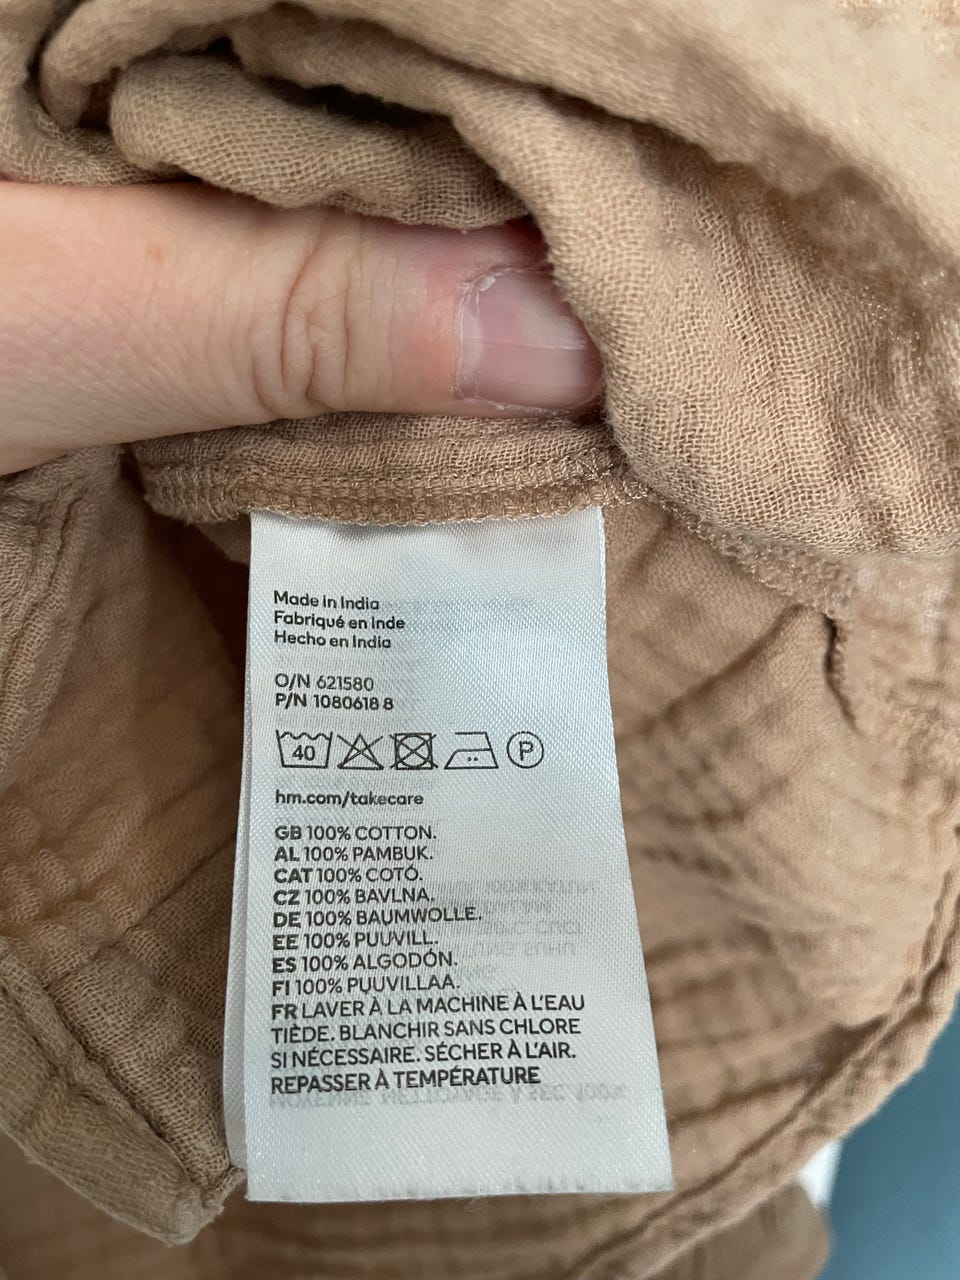 Made in India
Fabriqué en Inde
Hecho en India
O/N 621580
P/N 1080618 8
40 P
hm.com/takecare
GB 100% COTTON.
AL 100% PAMBUK.
CAT 100% COTÓ.
CZ 100% BAVLNA.
DE 100% BAUMWOLLE.
EE 100% PUUVILL.
ES 100% ALGODÓN.
FI 100% PUUVILLAA.
FR LAVER À LA MACHINE À L'EAU
TIÈDE. BLANCHIR SANS CHLORE
SI NÉCESSAIRE. SÉCHER À L'AIR.
REPASSER À TEMPÉRATURE